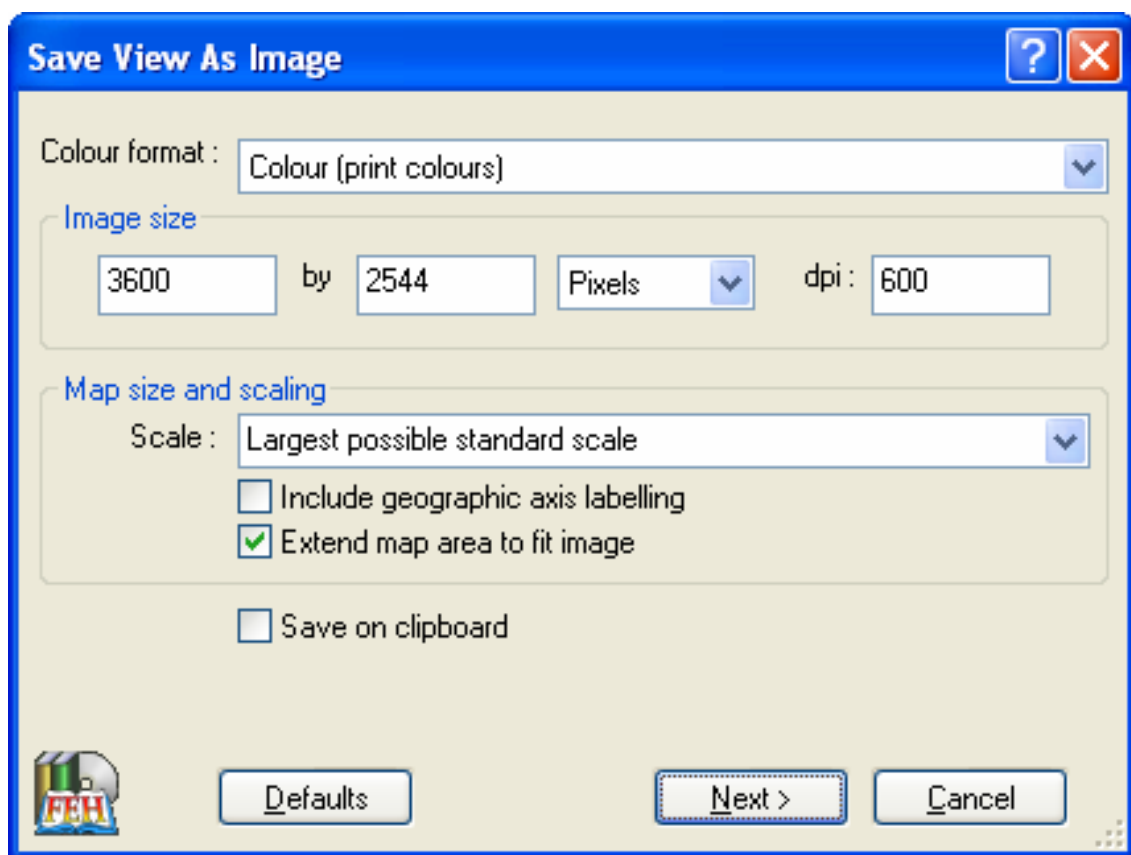 Save View As Image
?
Colour format : Colour (print colours)
Image size
3600 by 2544 Pixels dpi : 600
Map size and scaling
Scale : Largest possible standard scale
Include geographic axis labelling
Extend map area to fit image
Save on clipboard
FEH Defaults Next > Cancel